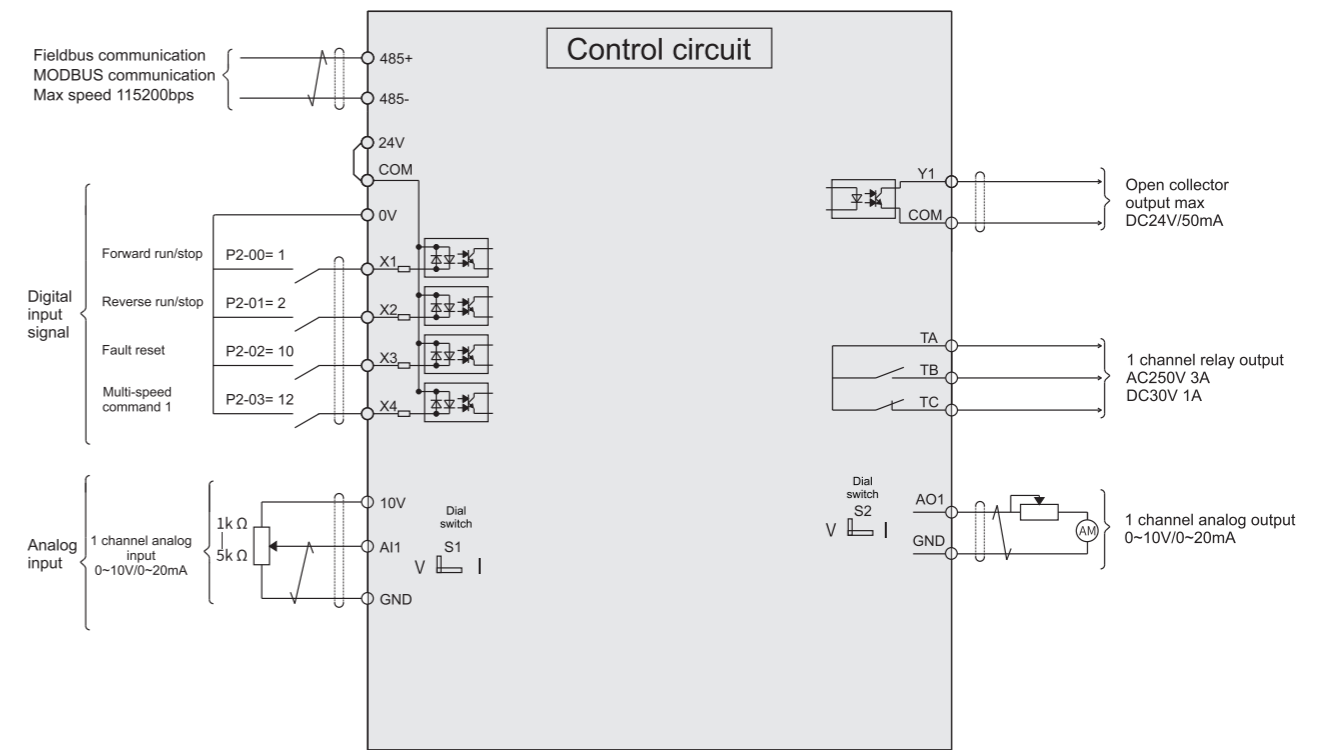 Control circuit
Fieldbus communication
MODBUS communication
Max speed 115200bps
485+
485-
24V
COM
0V
Digital
input
signal
Forward run/stop
P2-00= 1
X1
Reverse run/stop
P2-01= 2
X2
Fault reset
P2-02= 10
X3
Multi-speed
command 1
P2-03= 12
X4
Analog
input
1 channel analog
input
0~10V/0~20mA
1k Ω
5k Ω
10V
AI1
GND
Dial
switch
S1
V
I
Y1
COM
Open collector
output max
DC24V/50mA
TA
TB
TC
1 channel relay output
AC250V 3A
DC30V 1A
Dial
switch
S2
V
I
AO1
GND
AM
1 channel analog output
0~10V/0~20mA